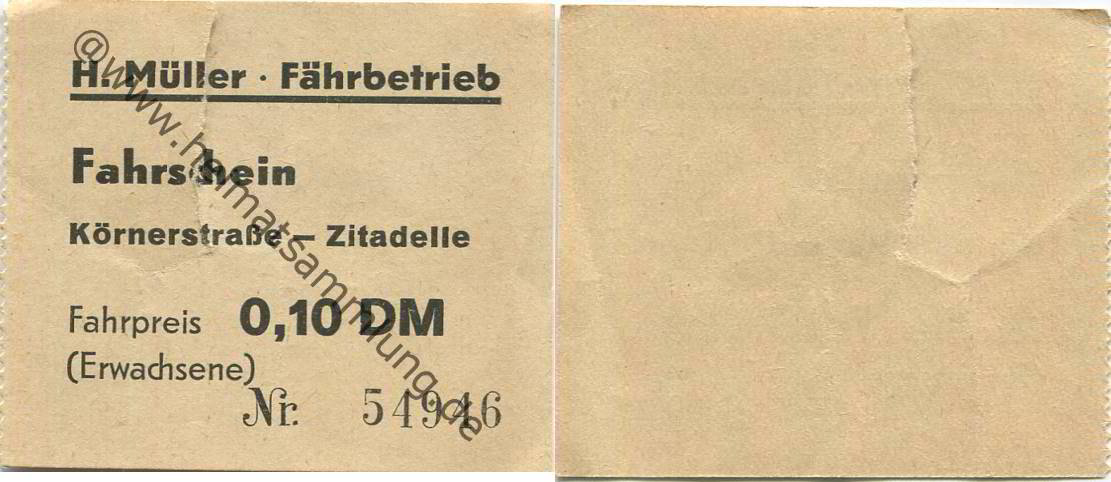 H. Müller · Fährbetrieb
Fahrschein
Körnerstraße – Zitadelle
Fahrpreis 0,10 DM
(Erwachsene)
Nr. 54946
@www.heimatsammlung.de